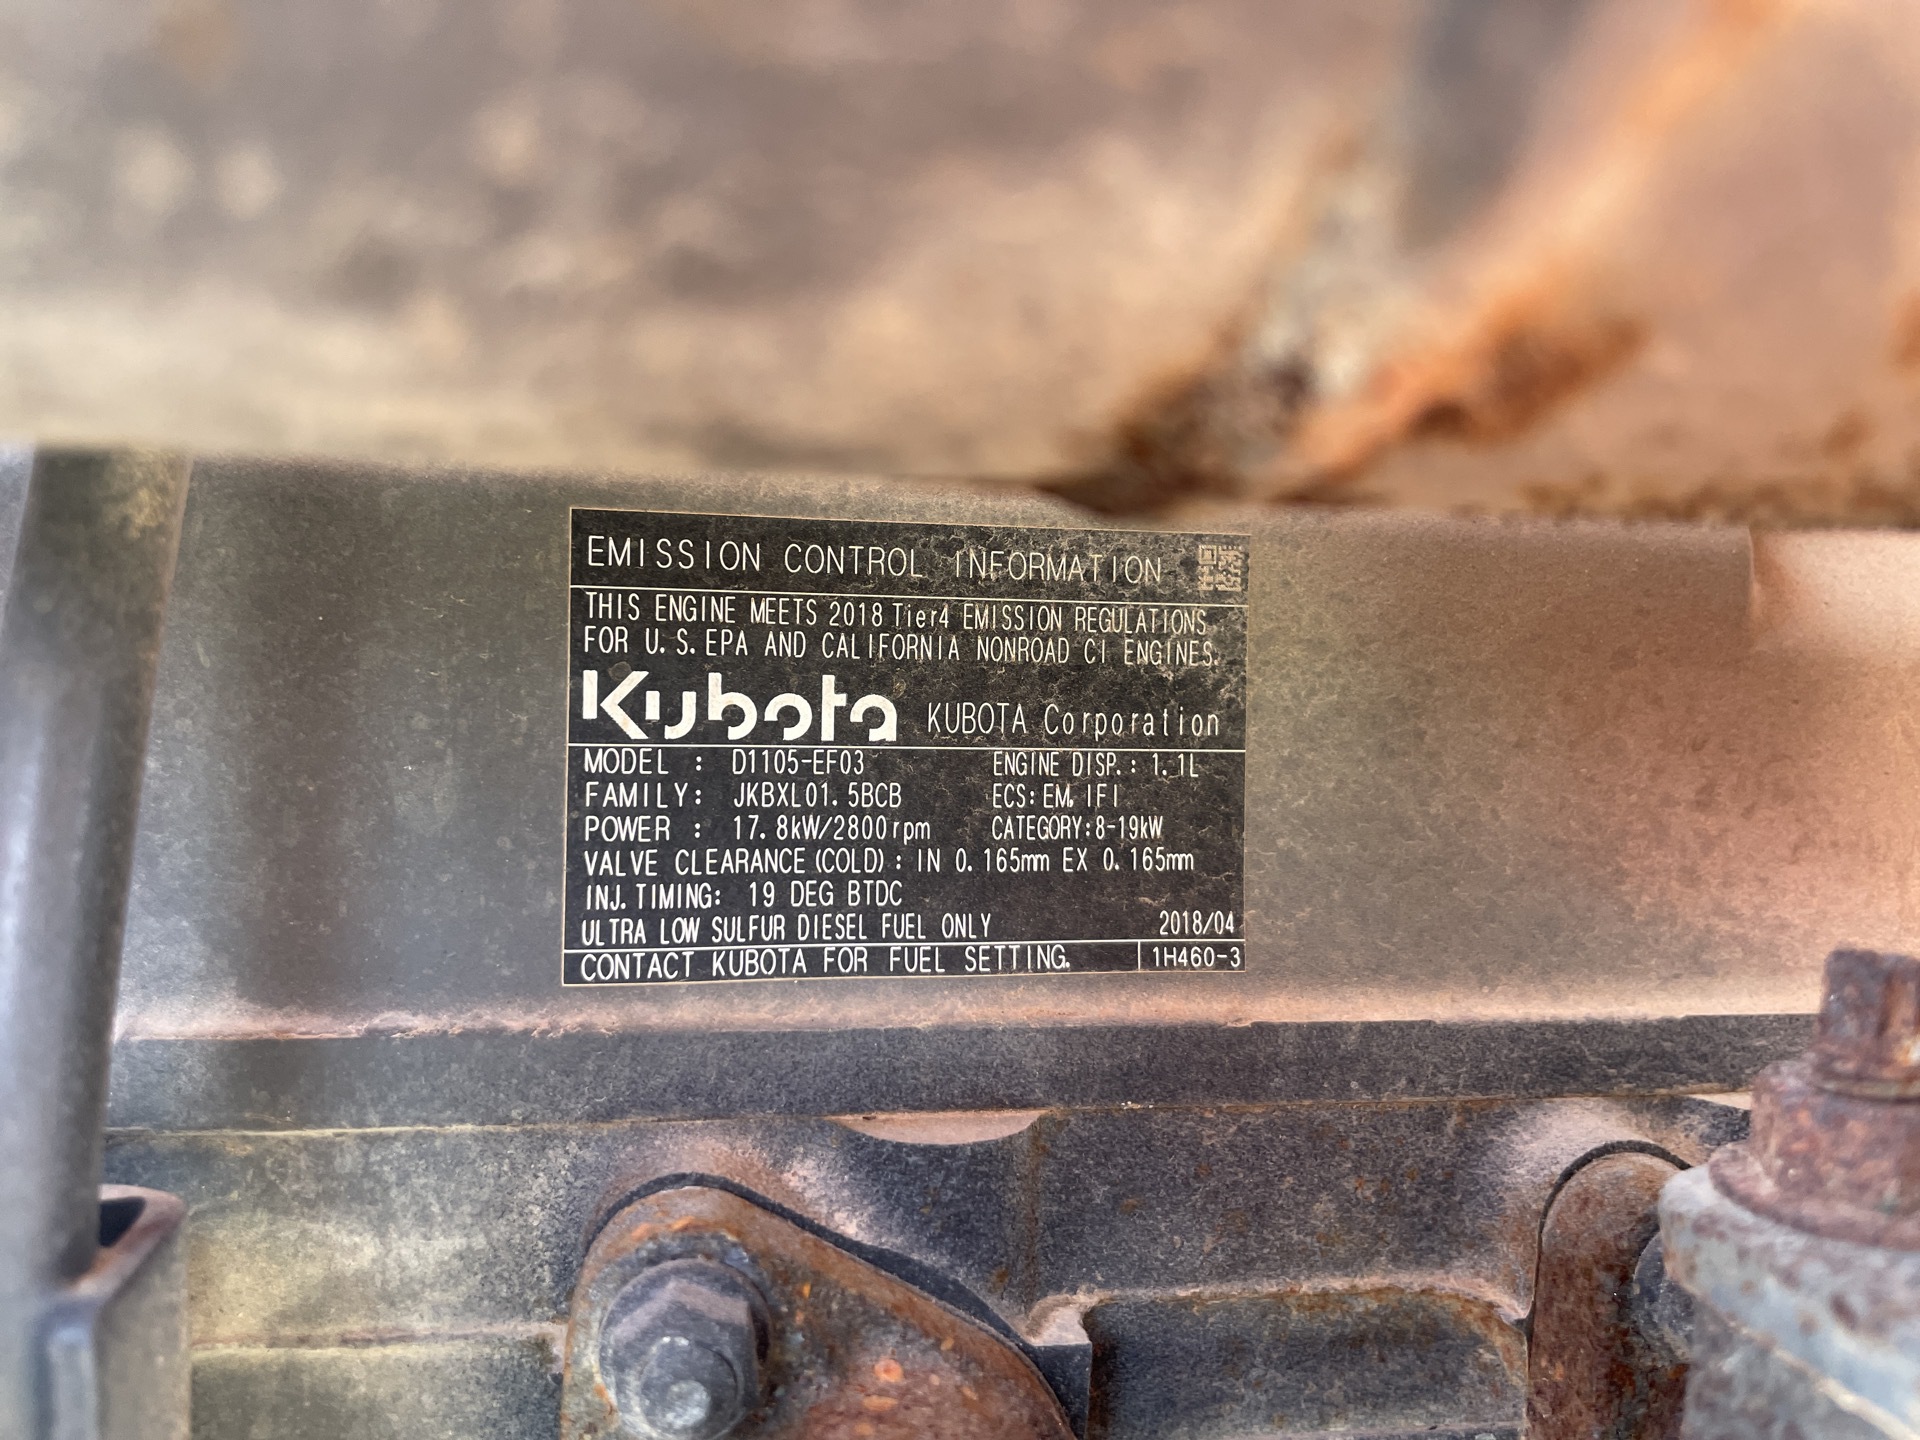 EMISSION CONTROL INFORMATION
THIS ENGINE MEETS 2018 Tier4 EMISSION REGULATIONS
FOR U.S.EPA AND CALIFORNIA NONROAD CI ENGINES.
Kubota KUBOTA Corporation
MODEL : D1105-EF03 ENGINE DISP.: 1.1L
FAMILY: JKBXL01.5BCB ECS:EM,IFI
POWER : 17.8kW/2800rpm CATEGORY:8-19kW
VALVE CLEARANCE(COLD): IN 0.165mm EX 0.165mm
INJ.TIMING: 19 DEG BTDC
ULTRA LOW SULFUR DIESEL FUEL ONLY 2018/04
CONTACT KUBOTA FOR FUEL SETTING. 1H460-3